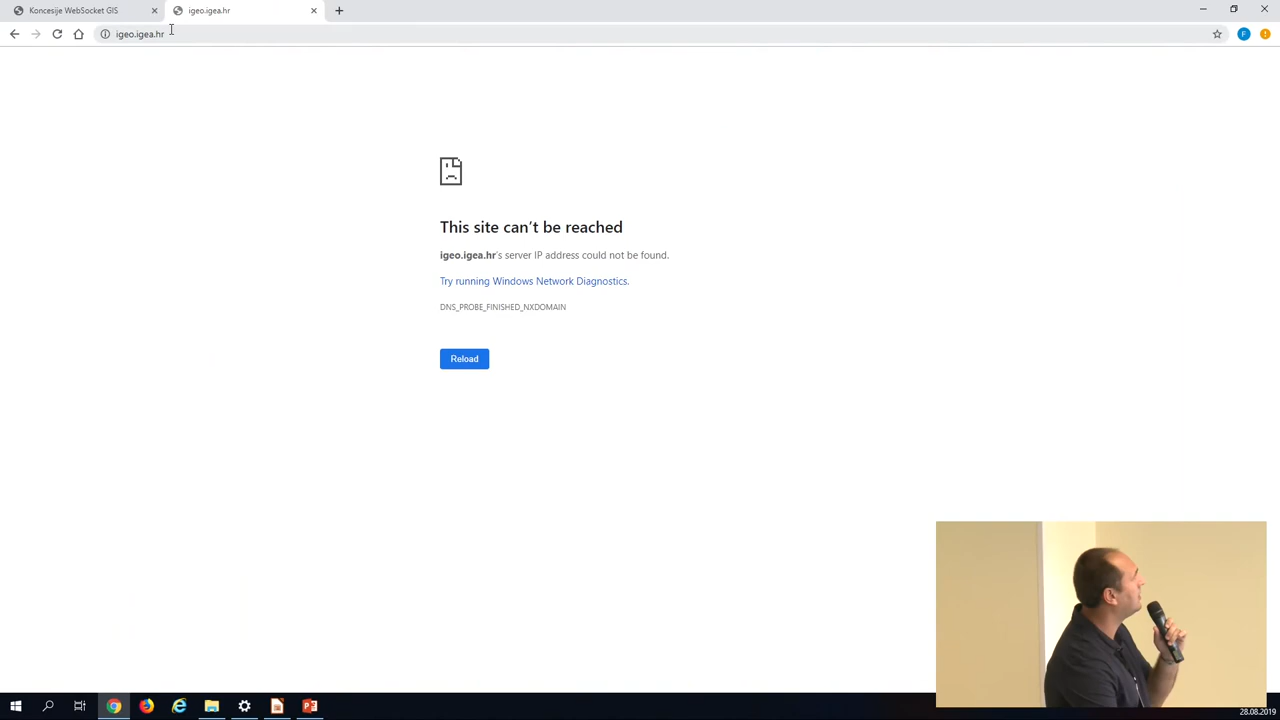 Koncesije WebSocket GIS
igeo.igea.hr
igeo.igea.hr
F
This site can’t be reached
igeo.igea.hr’s server IP address could not be found.
Try running Windows Network Diagnostics.
DNS_PROBE_FINISHED_NXDOMAIN
Reload
28.08.2019